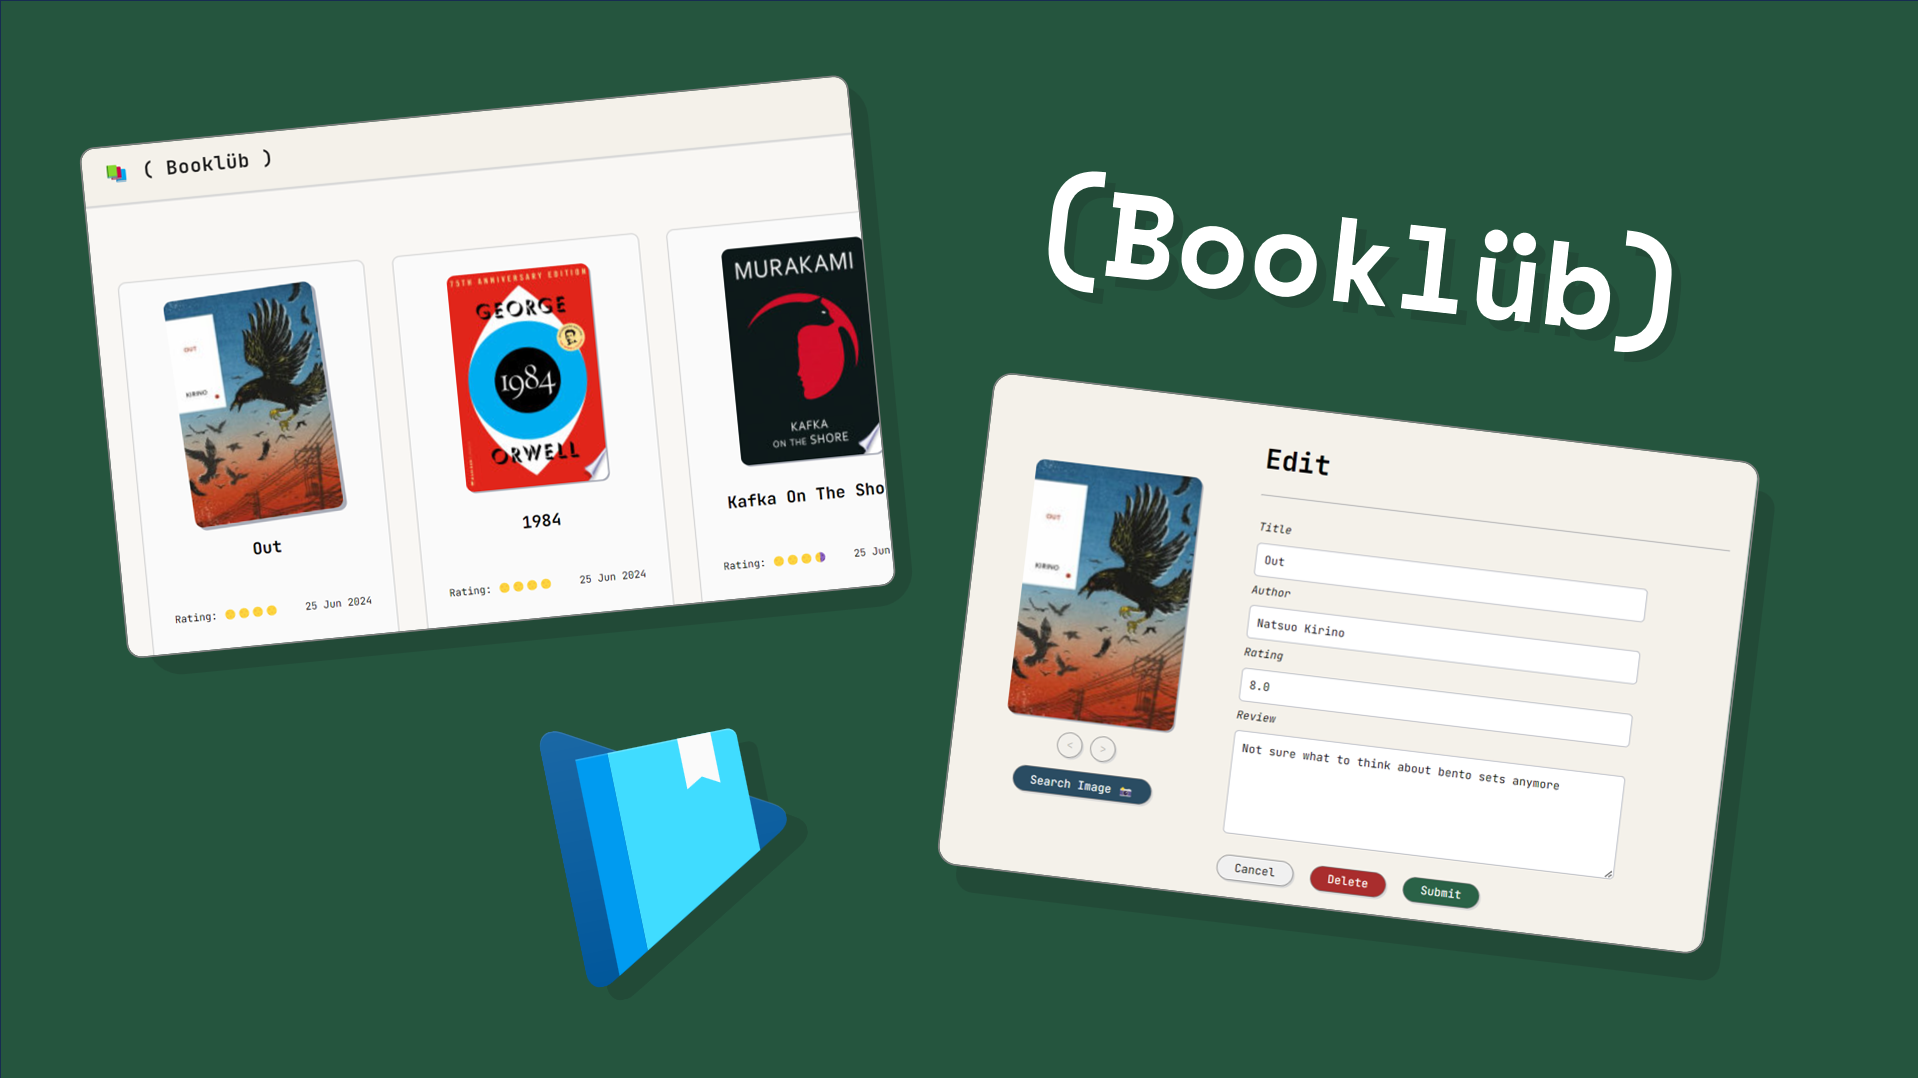 ( Booklüb )
OUT
KIRINO
Out
Rating:
25 Jun 2024
75TH ANNIVERSARY EDITION
GEORGE
1984
ORWELL
1984
Rating:
25 Jun 2024
MURAKAMI
KAFKA
ON THE SHORE
Kafka On The Sho
Rating:
25 Jun
(Booklüb)
OUT
KIRINO
< >
Search Image
Edit
Title
Out
Author
Natsuo Kirino
Rating
8.0
Review
Not sure what to think about bento sets anymore
Cancel
Delete
Submit